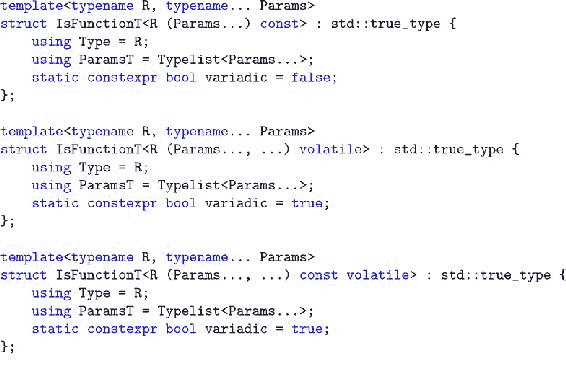 template<typename R, typename... Params>
struct IsFunctionT<R (Params...) const> : std::true_type {
    using Type = R;
    using ParamsT = Typelist<Params...>;
    static constexpr bool variadic = false;
};

template<typename R, typename... Params>
struct IsFunctionT<R (Params..., ...) volatile> : std::true_type {
    using Type = R;
    using ParamsT = Typelist<Params...>;
    static constexpr bool variadic = true;
};

template<typename R, typename... Params>
struct IsFunctionT<R (Params..., ...) const volatile> : std::true_type {
    using Type = R;
    using ParamsT = Typelist<Params...>;
    static constexpr bool variadic = true;
};